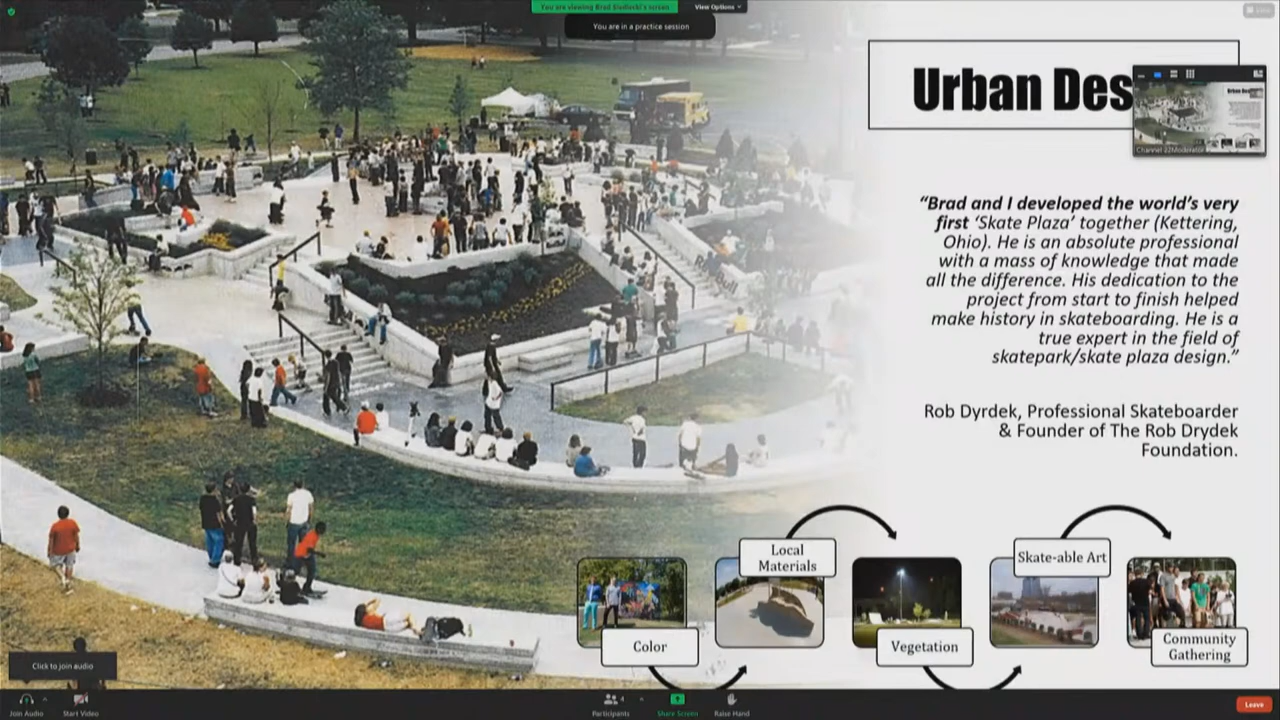 You are viewing Brad Siedlecki's screen
View Options
You are in a practice session
View
Urban Des
Channel 22Moderator
“Brad and I developed the world’s very
first ‘Skate Plaza’ together (Kettering,
Ohio). He is an absolute professional
with a mass of knowledge that made
all the difference. His dedication to the
project from start to finish helped
make history in skateboarding. He is a
true expert in the field of
skatepark/skate plaza design.”
Rob Dyrdek, Professional Skateboarder
& Founder of The Rob Drydek
Foundation.
Color
Local
Materials
Vegetation
Skate-able Art
Community
Gathering
Click to join audio
Join Audio
Start Video
Participants
4
Share Screen
Raise Hand
Leave